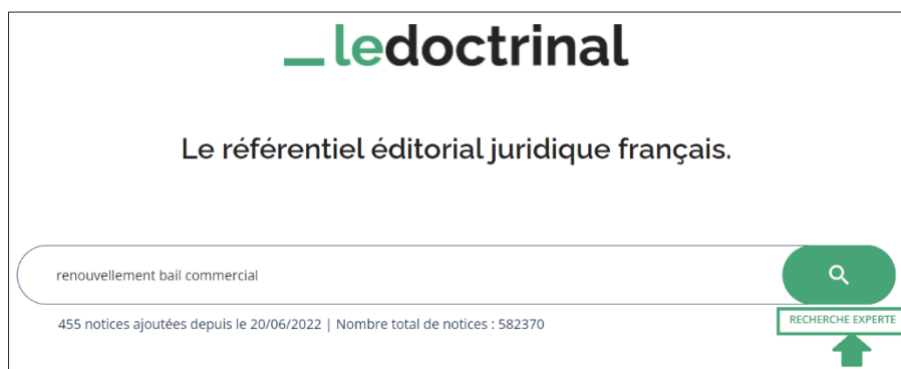 ledoctrinal
Le référentiel éditorial juridique français.
renouvellement bail commercial
455 notices ajoutées depuis le 20/06/2022 | Nombre total de notices : 582370
RECHERCHE EXPERTE